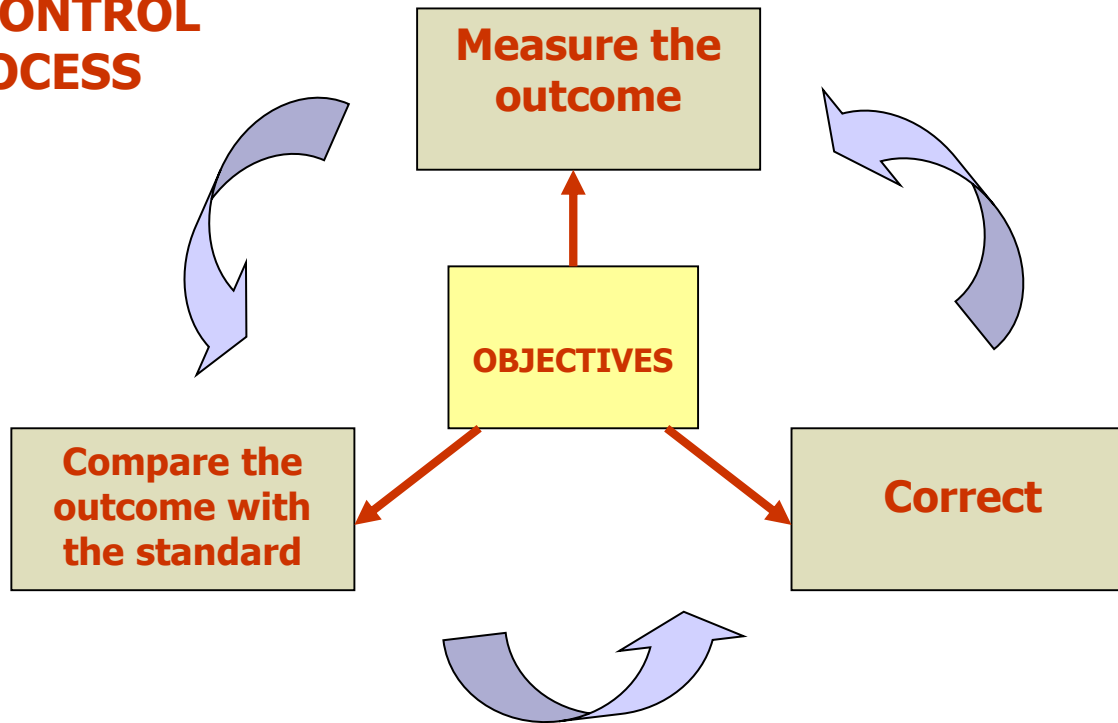 ONTROL
OCESS
Measure the
outcome
OBJECTIVES
Compare the
outcome with
the standard
Correct